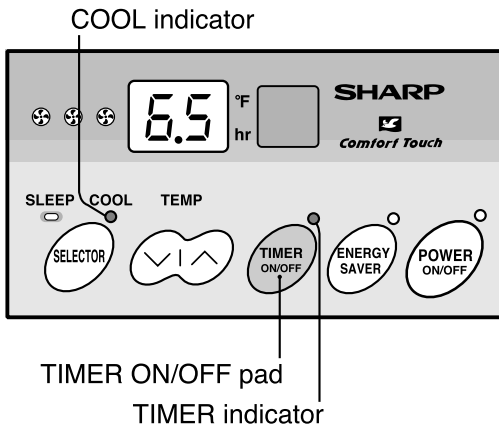 COOL indicator
SHARP
°F
6.5
hr
Comfort Touch
SLEEP COOL TEMP
SELECTOR
TIMER
ON/OFF
ENERGY
SAVER
POWER
ON/OFF
TIMER ON/OFF pad
TIMER indicator